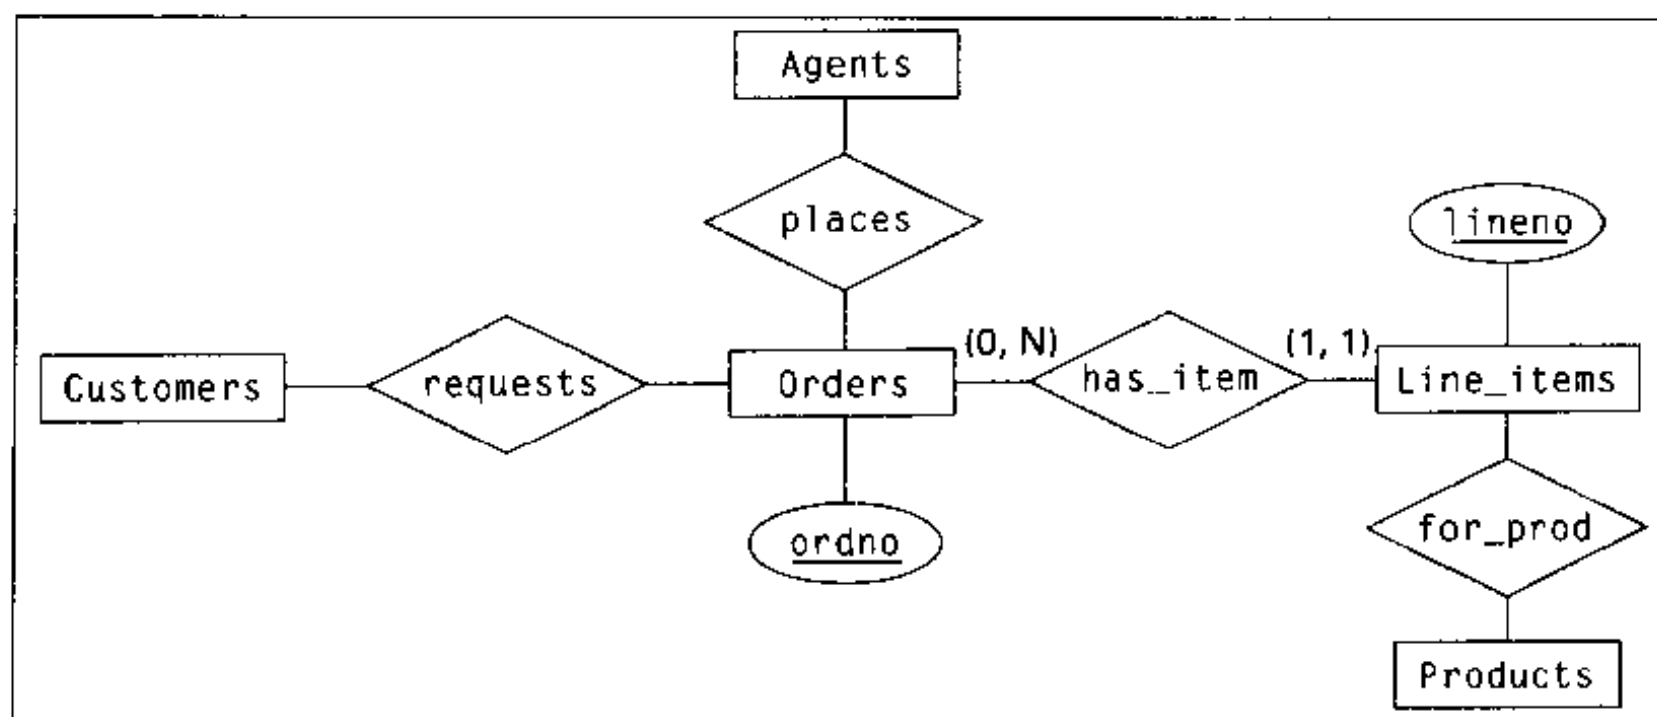 Agents
places
lineno
(0, N)
(1, 1)
Customers
requests
Orders
has_item
Line_items
ordno
for_prod
Products